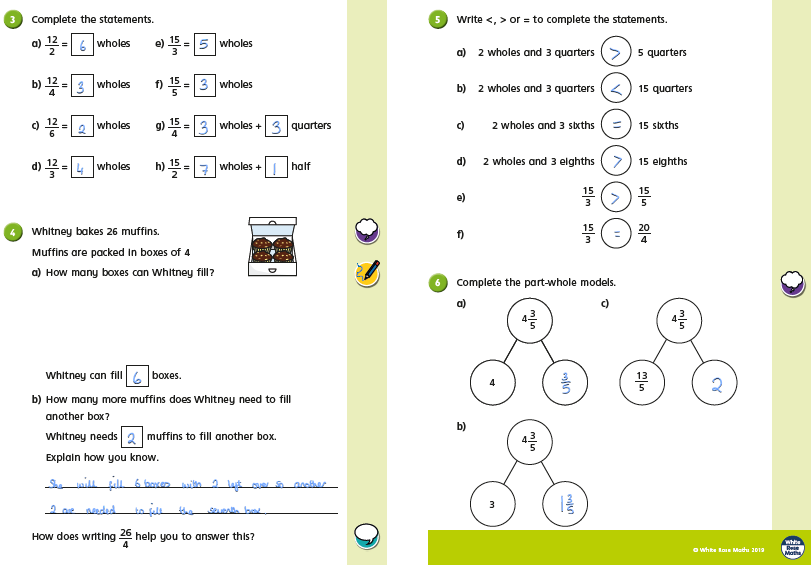 3 Complete the statements.
a) 12/2 = 6 wholes e) 15/3 = 5 wholes
b) 12/4 = 3 wholes f) 15/5 = 3 wholes
c) 12/6 = 2 wholes g) 15/4 = 3 wholes + 3 quarters
d) 12/3 = 4 wholes h) 15/2 = 7 wholes + 1 half
4 Whitney bakes 26 muffins.
Muffins are packed in boxes of 4
a) How many boxes can Whitney fill?
Whitney can fill 6 boxes.
b) How many more muffins does Whitney need to fill
another box?
Whitney needs 2 muffins to fill another box.
Explain how you know.
She will fill 6 boxes with 2 left over so another
2 are needed to fill the seventh box.
How does writing 26/4 help you to answer this?
5 Write <, > or = to complete the statements.
a) 2 wholes and 3 quarters > 5 quarters
b) 2 wholes and 3 quarters < 15 quarters
c) 2 wholes and 3 sixths = 15 sixths
d) 2 wholes and 3 eighths > 15 eighths
e) 15/3 > 15/5
f) 15/3 = 20/4
6 Complete the part-whole models.
a) c)
4 3/5 4 3/5
4 3/5 13/5 2
b)
4 3/5
3 1 3/5
© White Rose Maths 2019
White
Rose
Maths